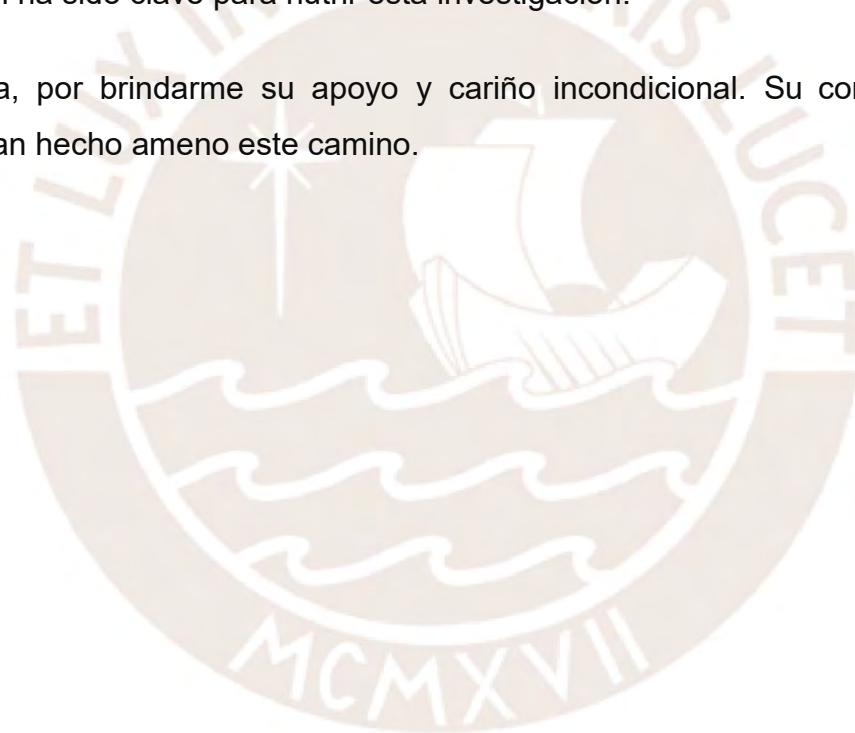 ha sido clave para nutrir esta investigación.
a, por brindarme su apoyo y cariño incondicional. Su
an hecho ameno este camino.
ET LUX IN TENEBRIS LUCET
MCMXVII